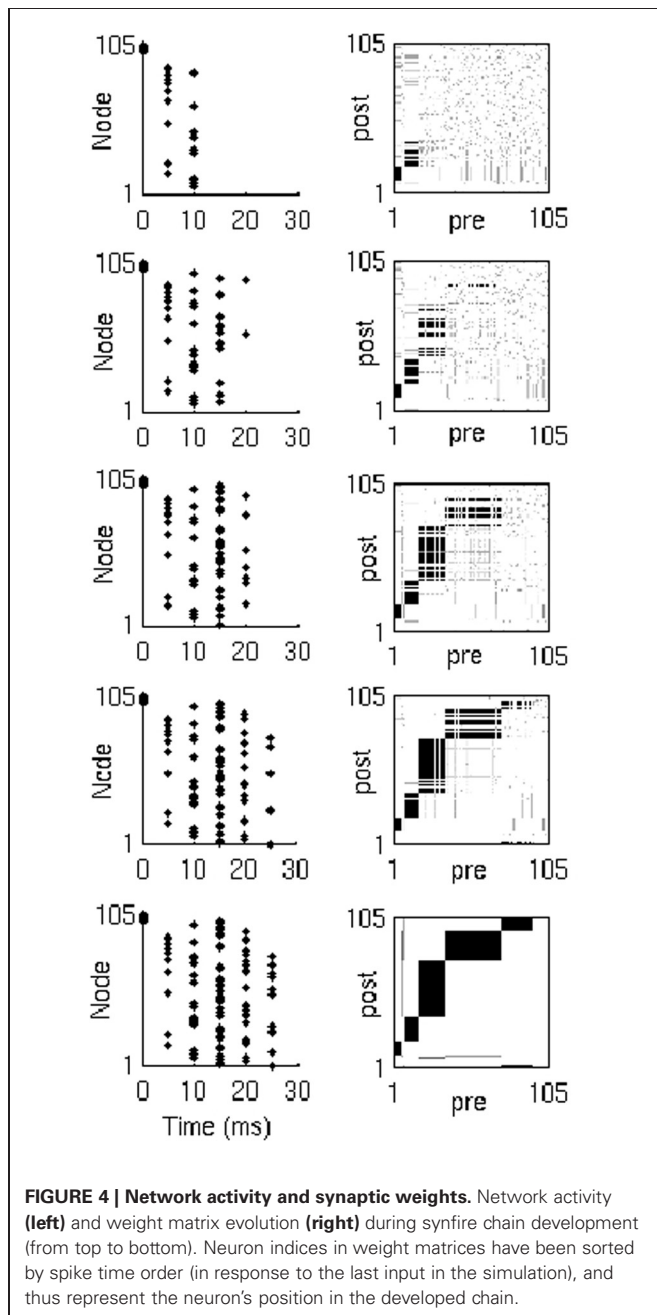 105
Node
1
0 10 20 30
105
post
1
1 pre 105
105
Node
1
0 10 20 30
105
post
1
1 pre 105
105
Node
1
0 10 20 30
105
post
1
1 pre 105
105
Node
1
0 10 20 30
105
post
1
1 pre 105
105
Node
1
0 10 20 30
Time (ms)
105
post
1
1 pre 105
FIGURE 4 | Network activity and synaptic weights. Network activity
(left) and weight matrix evolution (right) during synfire chain development
(from top to bottom). Neuron indices in weight matrices have been sorted
by spike time order (in response to the last input in the simulation), and
thus represent the neuron's position in the developed chain.